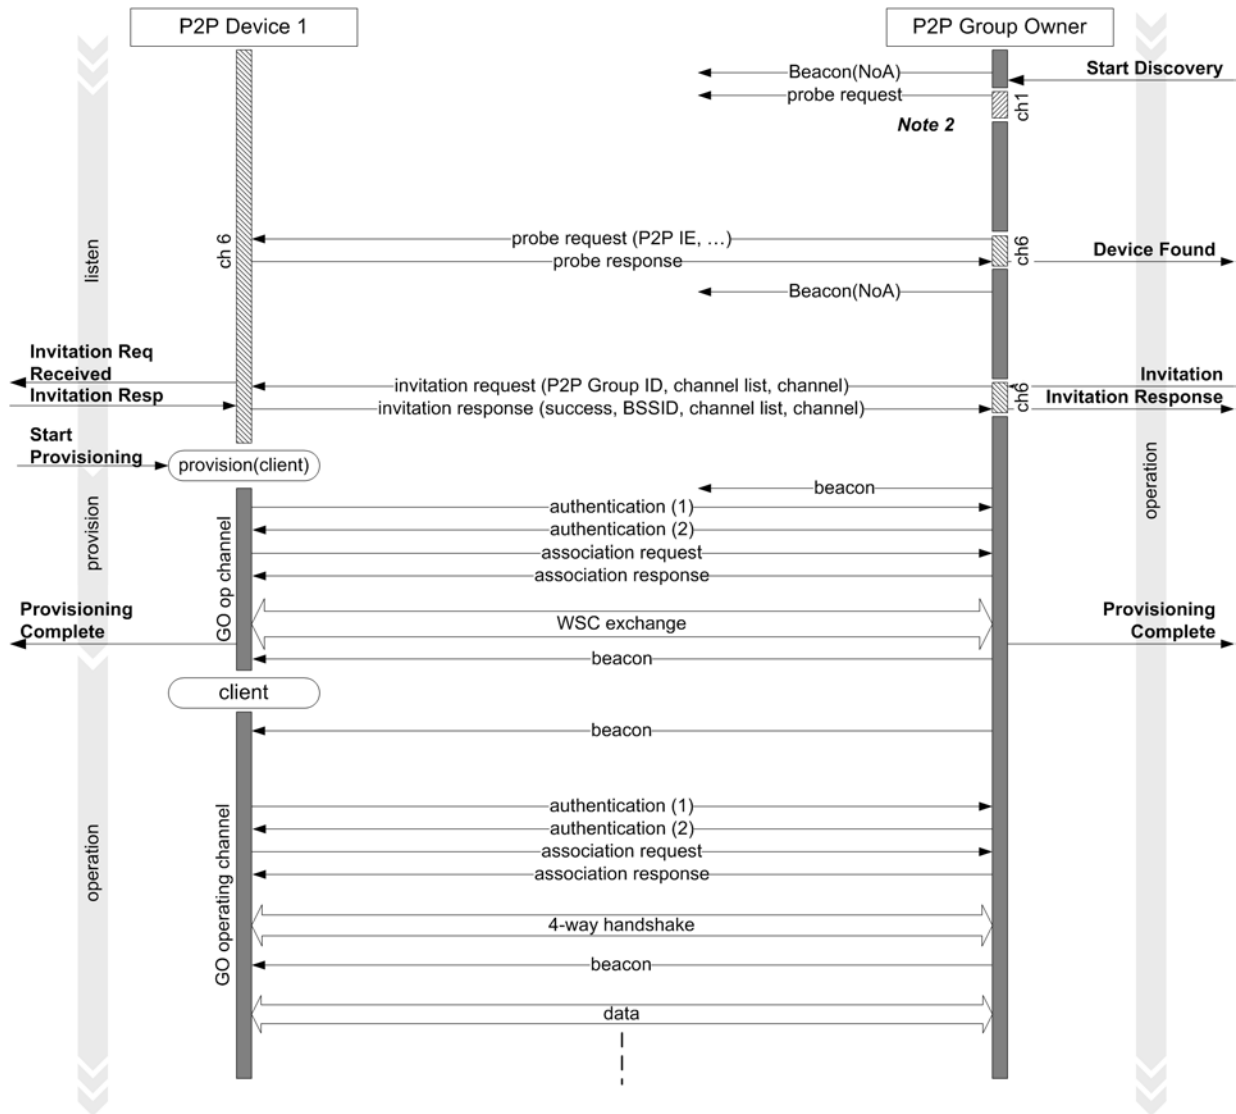 P2P Device 1
P2P Group Owner
Beacon(NoA)
Start Discovery
probe request
ch1
Note 2
listen
ch 6
probe request (P2P IE, …)
probe response
ch6
Device Found
Beacon(NoA)
Invitation Req
Received
Invitation Resp
invitation request (P2P Group ID, channel list, channel)
invitation response (success, BSSID, channel list, channel)
ch6
Invitation
Invitation Response
Start
Provisioning
provision(client)
operation
provision
GO op channel
beacon
authentication (1)
authentication (2)
association request
association response
Provisioning
Complete
WSC exchange
Provisioning
Complete
beacon
client
beacon
operation
GO operating channel
authentication (1)
authentication (2)
association request
association response
4-way handshake
beacon
data